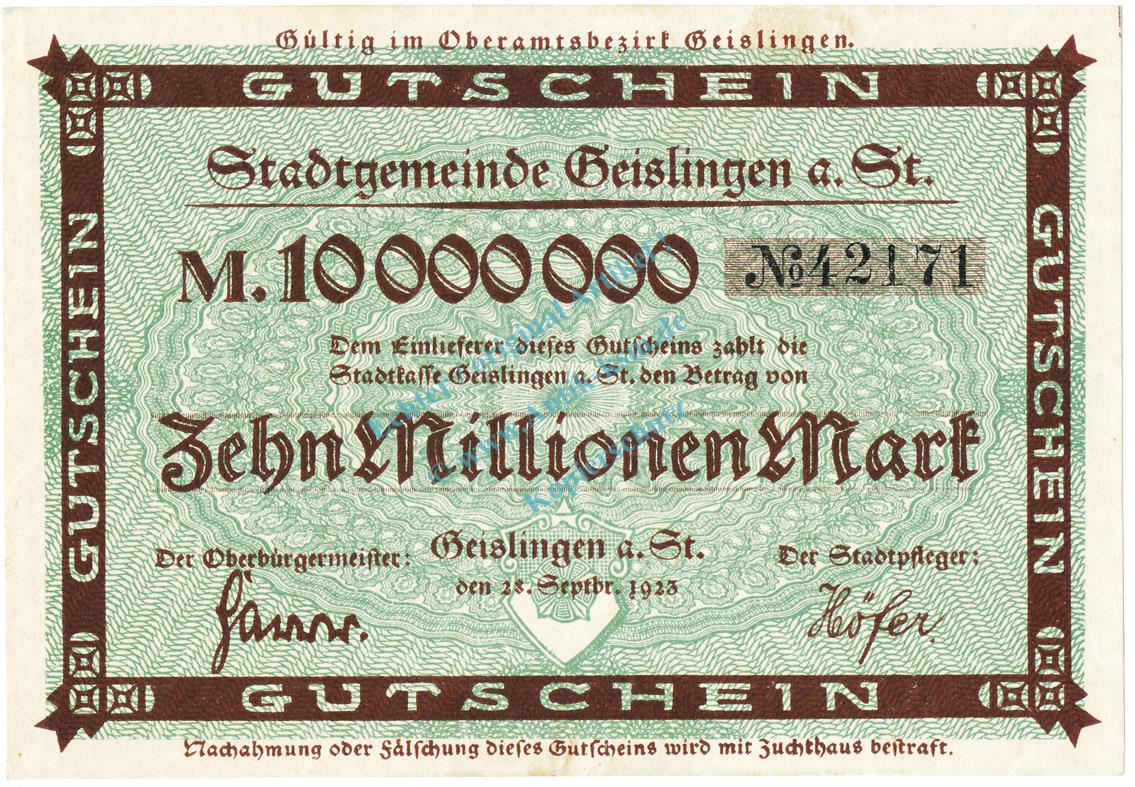 Gültig im Oberamtsbezirk Geislingen.
GUTSCHEIN
GUTSCHEIN
GUTSCHEIN
Stadtgemeinde Geislingen a. St.
M. 10 000 000
№ 42171
Dem Einlieferer dieses Gutscheins zahlt die
Stadtkasse Geislingen a. St. den Betrag von
Zehn Millionen Mark
Geislingen a. St.
den 28. Septbr. 1923
Der Oberbürgermeister:
Der Stadtpfleger:
Höfer.
GUTSCHEIN
Nachahmung oder Fälschung dieses Gutscheins wird mit Zuchthaus bestraft.